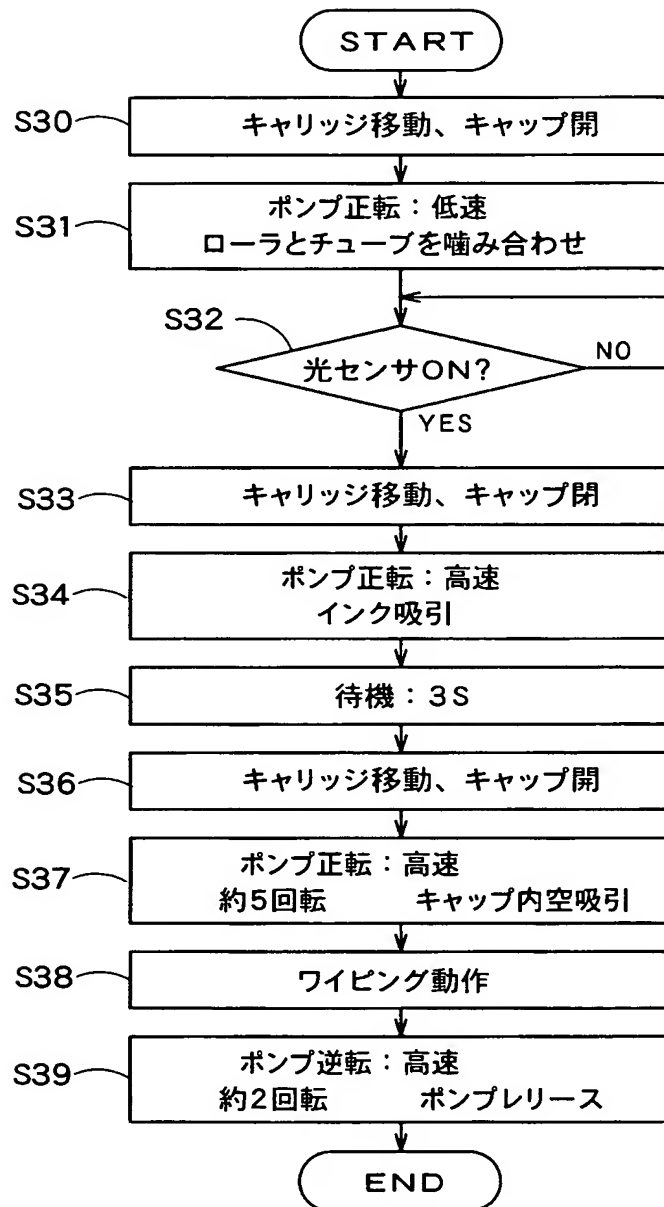 START
S30
キャリッジ移動、キャップ開
S31
ポンプ正転：低速
ローラとチューブを噛み合わせ
S32
光センサON?
NO
YES
S33
キャリッジ移動、キャップ閉
S34
ポンプ正転：高速
インク吸引
S35
待機：3S
S36
キャリッジ移動、キャップ開
S37
ポンプ正転：高速
約5回転 キャップ内空吸引
S38
ワイピング動作
S39
ポンプ逆転：高速
約2回転 ポンプレリース
END